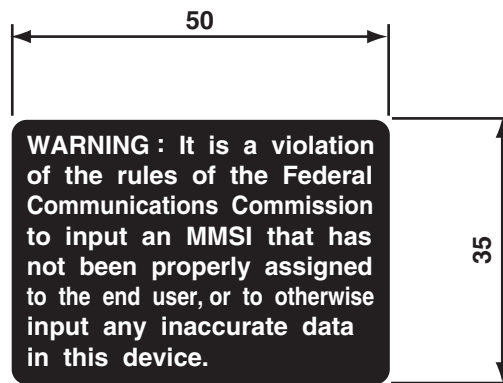 50
WARNING : It is a violation
of the rules of the Federal
Communications Commission
to input an MMSI that has
not been properly assigned
to the end user, or to otherwise
input any inaccurate data
in this device.
35